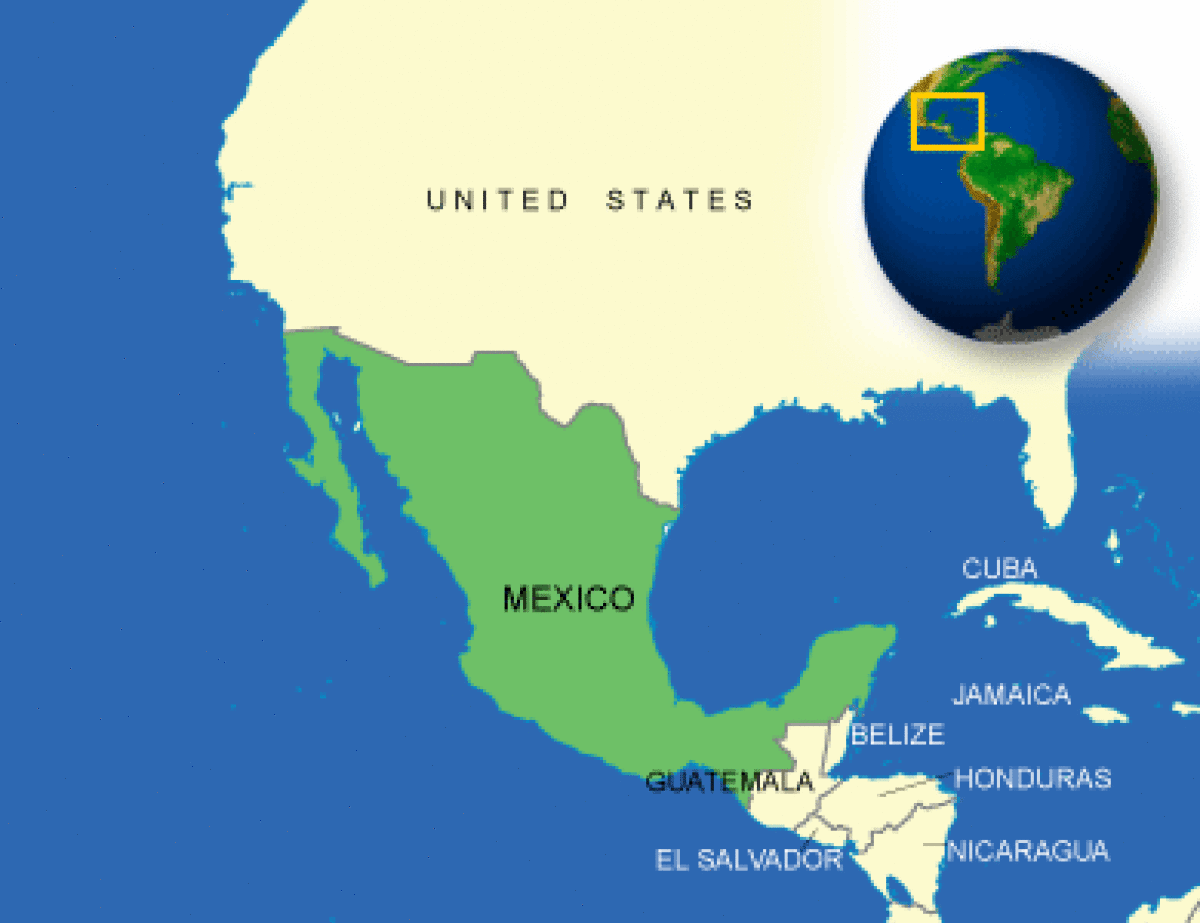 UNITED STATES
CUBA
MEXICO
JAMAICA
BELIZE
GUATEMALA
HONDURAS
NICARAGUA
EL SALVADOR